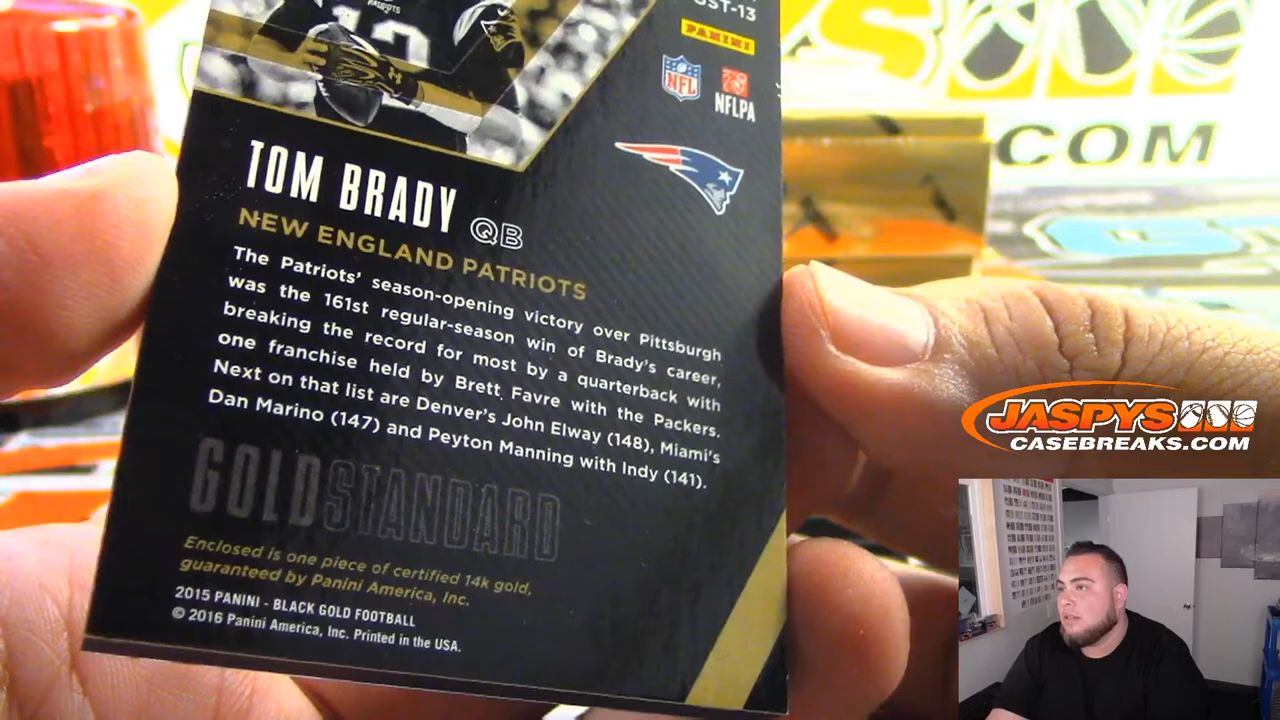 GST-13
PANINI
NFL
NFLPA
PATRIOTS
12
TOM BRADY QB
NEW ENGLAND PATRIOTS
The Patriots' season-opening victory over Pittsburgh
was the 161st regular-season win of Brady's career,
breaking the record for most by a quarterback with
one franchise held by Brett Favre with the Packers.
Next on that list are Denver's John Elway (148), Miami's
Dan Marino (147) and Peyton Manning with Indy (141).
GOLD STANDARD
Enclosed is one piece of certified 14k gold,
guaranteed by Panini America, Inc.
2015 PANINI - BLACK GOLD FOOTBALL
© 2016 Panini America, Inc. Printed in the USA.
.COM
JASPYS
CASEBREAKS.COM